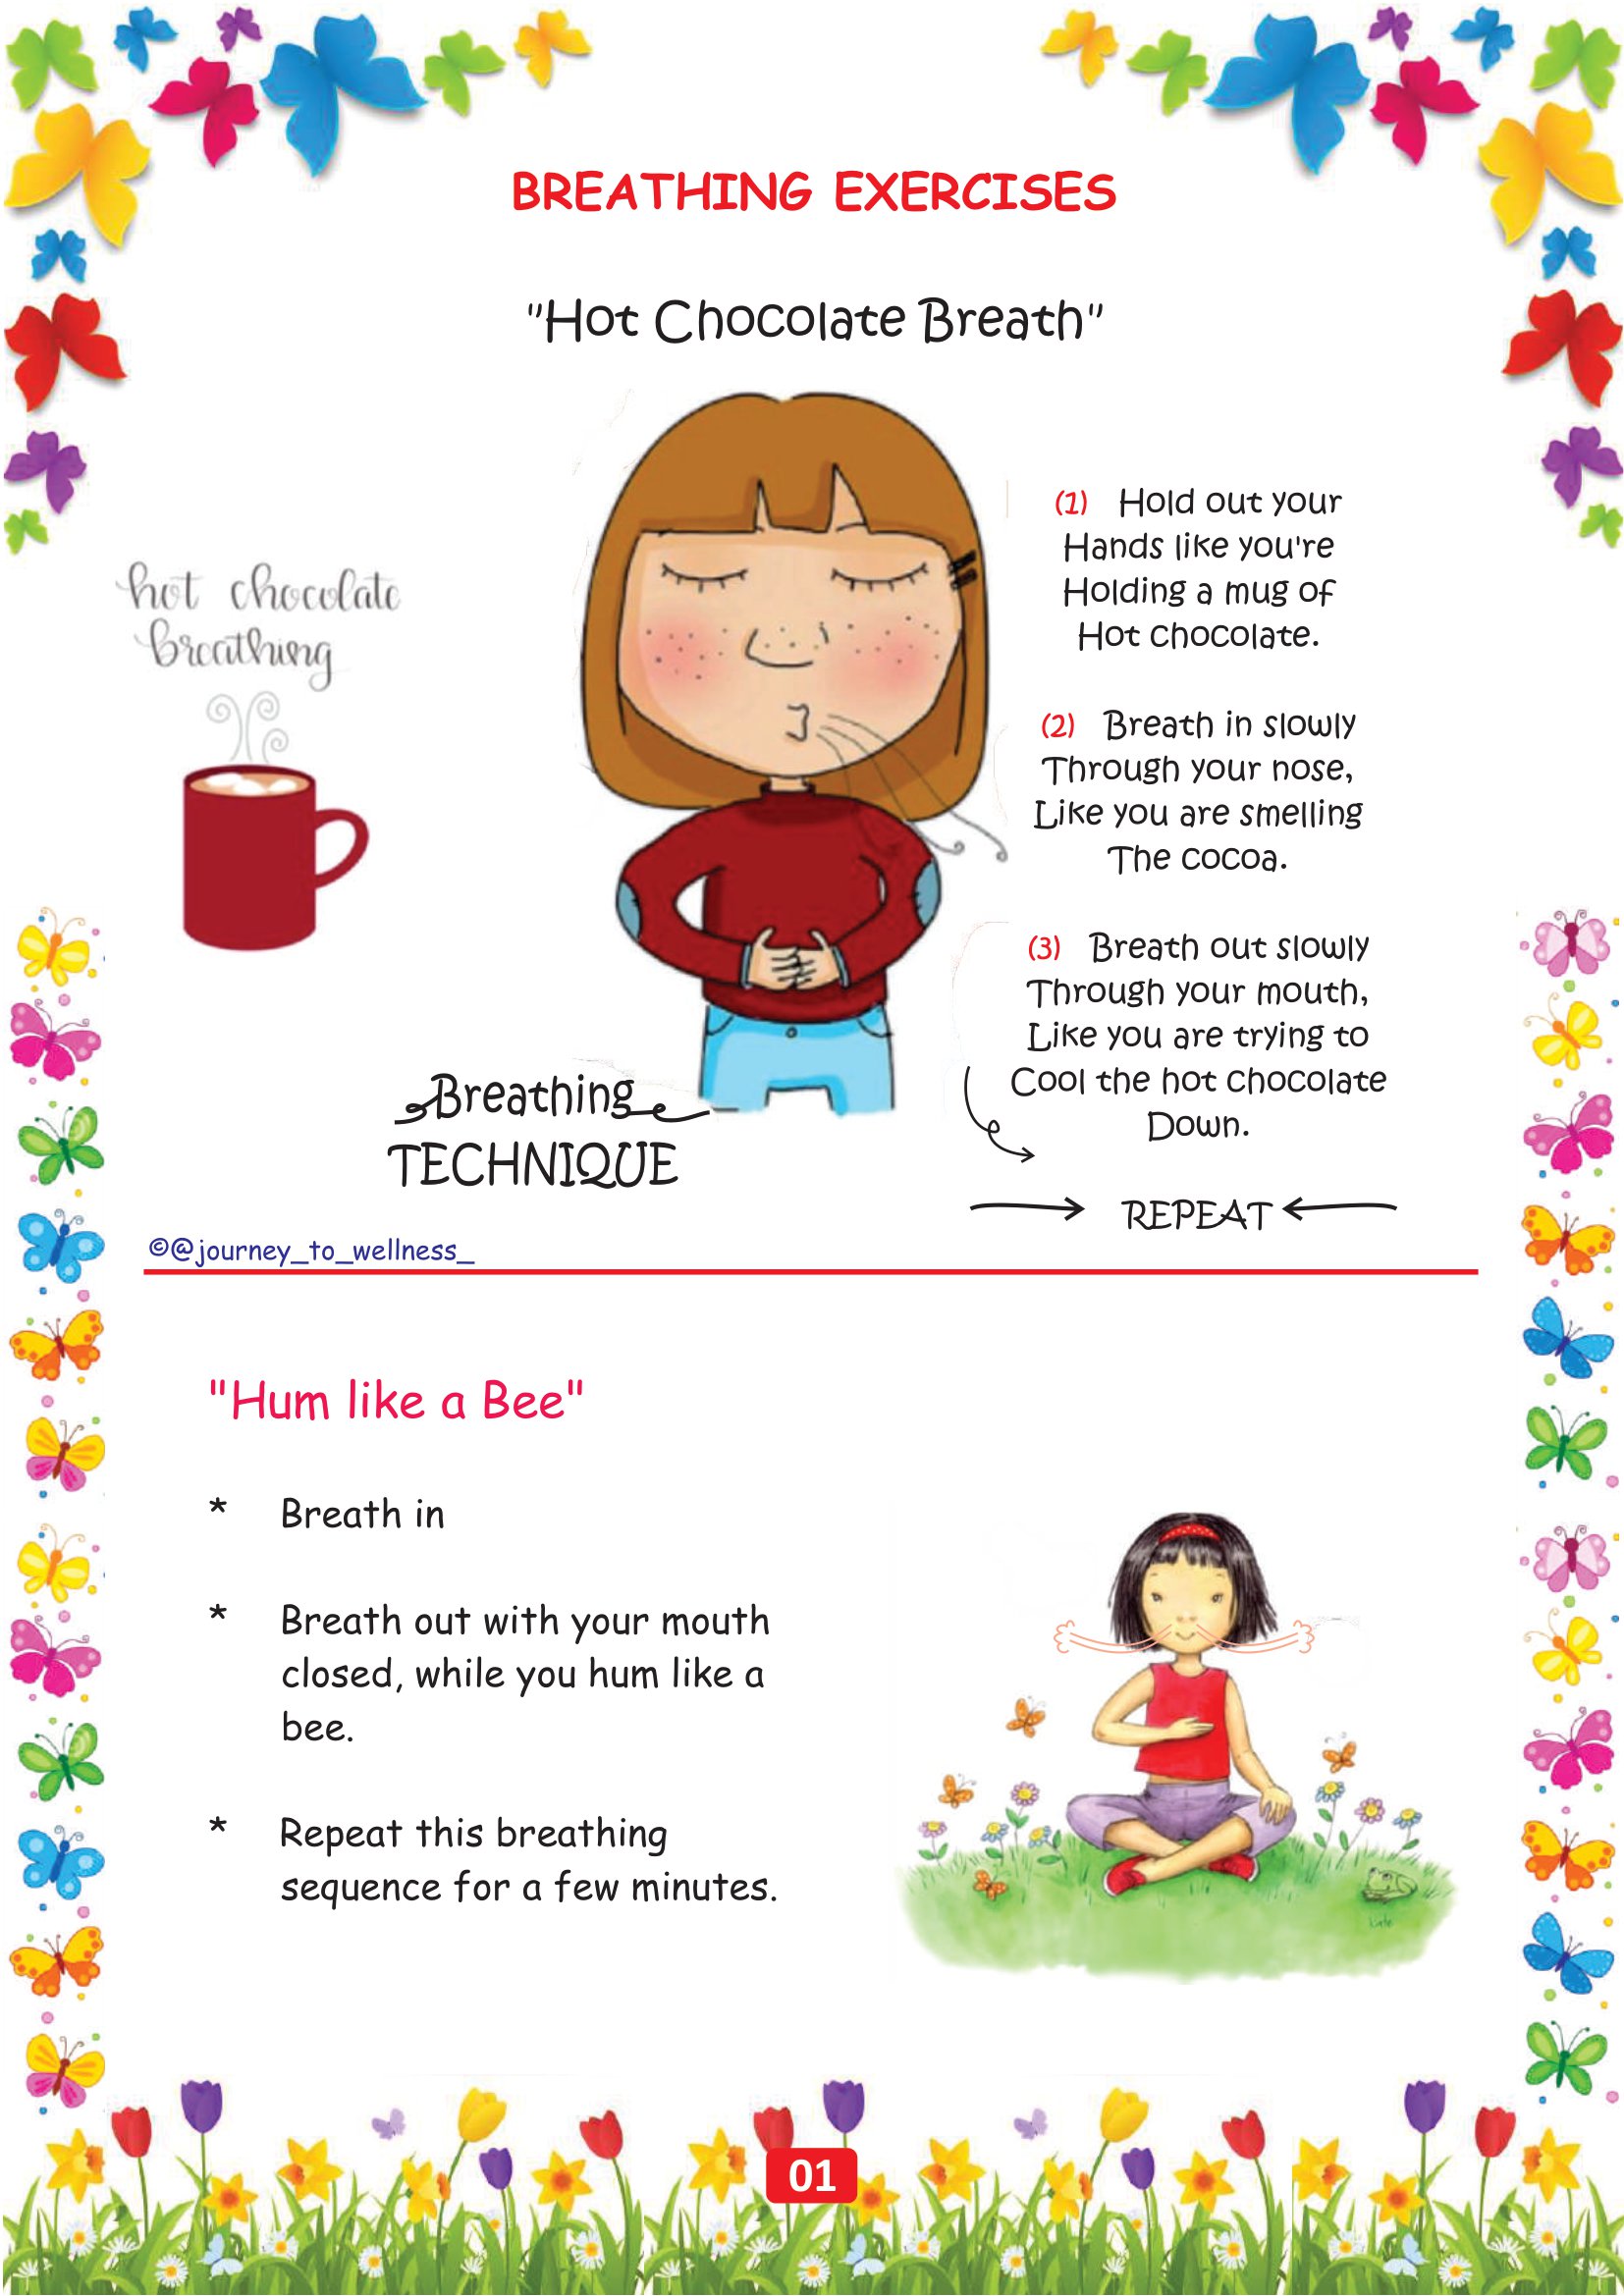 BREATHING EXERCISES
"Hot Chocolate Breath"
hot chocolate
breathing
(1) Hold out your
Hands like you're
Holding a mug of
Hot chocolate.
(2) Breath in slowly
Through your nose,
Like you are smelling
The cocoa.
(3) Breath out slowly
Through your mouth,
Like you are trying to
Cool the hot chocolate
Down.
Breathing
TECHNIQUE
REPEAT
©@journey_to_wellness_
"Hum like a Bee"
* Breath in
* Breath out with your mouth
closed, while you hum like a
bee.
* Repeat this breathing
sequence for a few minutes.
01